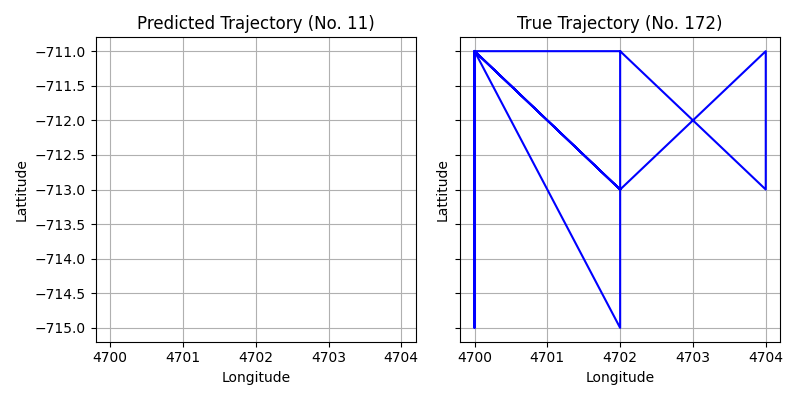 Predicted Trajectory (No. 11)
True Trajectory (No. 172)
−711.0
−711.5
−712.0
−712.5
−713.0
−713.5
−714.0
−714.5
−715.0
Lattitude
Lattitude
4700 4701 4702 4703 4704
4700 4701 4702 4703 4704
Longitude
Longitude